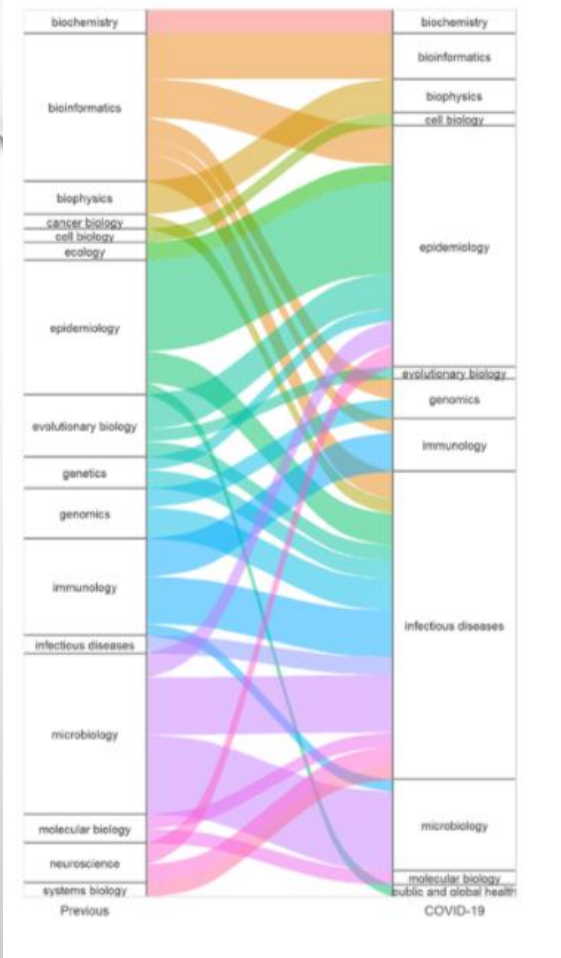 biochemistry
bioinformatics
biophysics
cancer biology
cell biology
ecology
epidemiology
evolutionary biology
genetics
genomics
immunology
infectious diseases
microbiology
molecular biology
neuroscience
systems biology
Previous
biochemistry
bioinformatics
biophysics
cell biology
epidemiology
evolutionary biology
genomics
immunology
infectious diseases
microbiology
molecular biology
public and global health
COVID-19